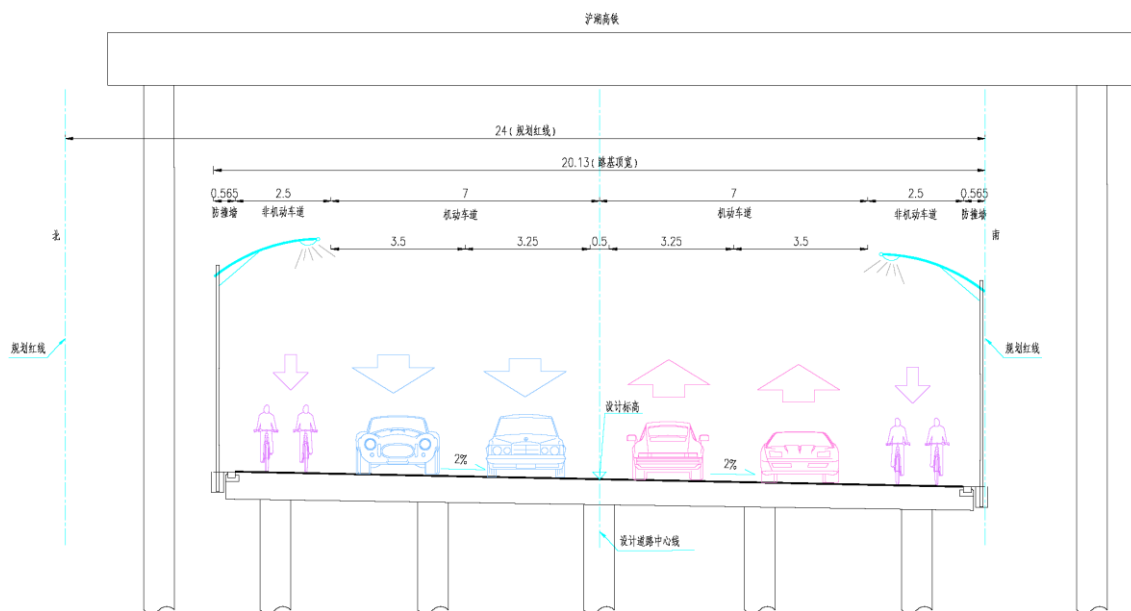 沪湖高铁
24(规划红线)
20.13(路基顶宽)
0.565 2.5 7 7 2.5 0.565
防撞墙 非机动车道 机动车道 机动车道 非机动车道 防撞墙
北 南
3.5 3.25 0.5 3.25 3.5
规划红线 规划红线
设计标高
2% 2%
设计道路中心线